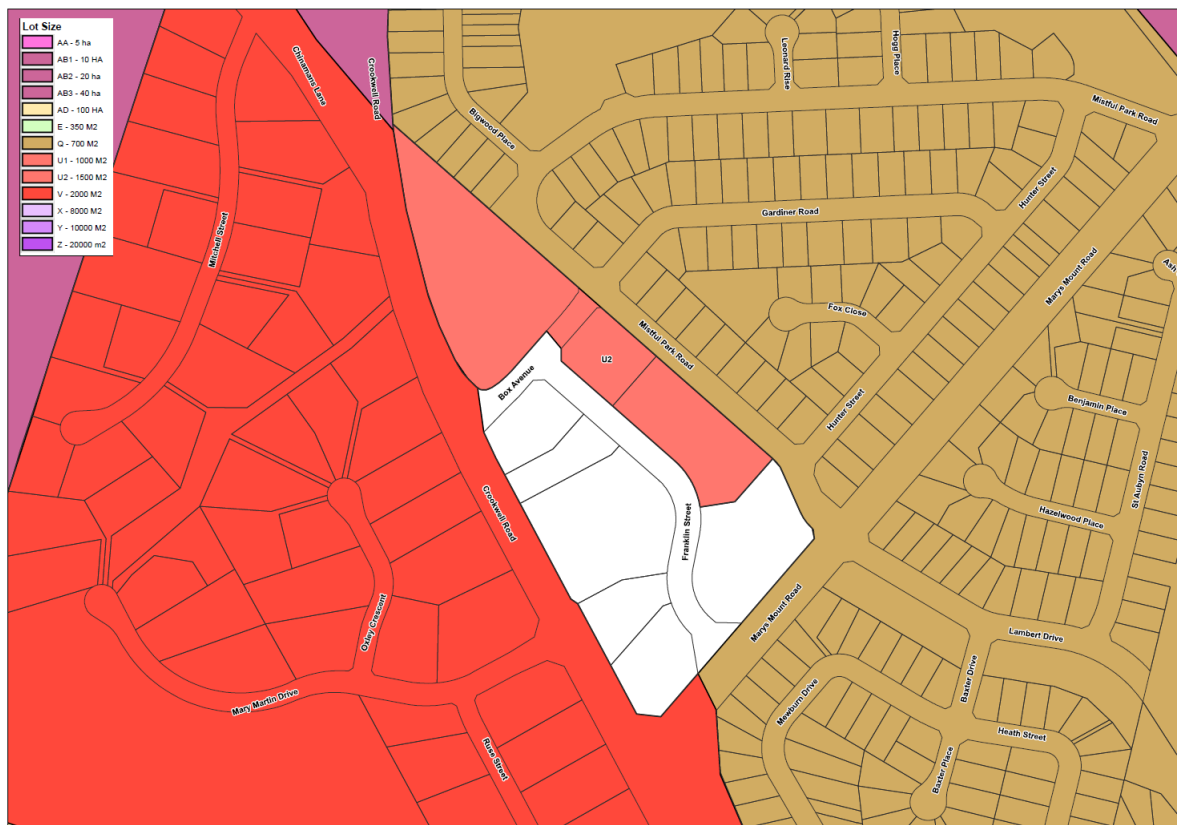 Lot Size
AA - 5 ha
AB1 - 10 HA
AB2 - 20 ha
AB3 - 40 ha
AD - 100 HA
E - 350 M2
Q - 700 M2
U1 - 1000 M2
U2 - 1500 M2
V - 2000 M2
X - 8000 M2
Y - 10000 M2
Z - 20000 m2
Chinamans Lane
Crookwell Road
Leonard Rise
Hogg Place
Mistful Park Road
Bigwood Place
Hunter Street
Gardiner Road
Mitchell Street
Marys Mount Road
Ash
Fox Close
Mistful Park Road
U2
Box Avenue
Hunter Street
Benjamin Place
St Aubyn Road
Crookwell Road
Franklin Street
Hazelwood Place
Marys Mount Road
Lambert Drive
Oxley Crescent
Baxter Drive
Mary Martin Drive
Mewburn Drive
Heath Street
Ruse Street
Baxter Place